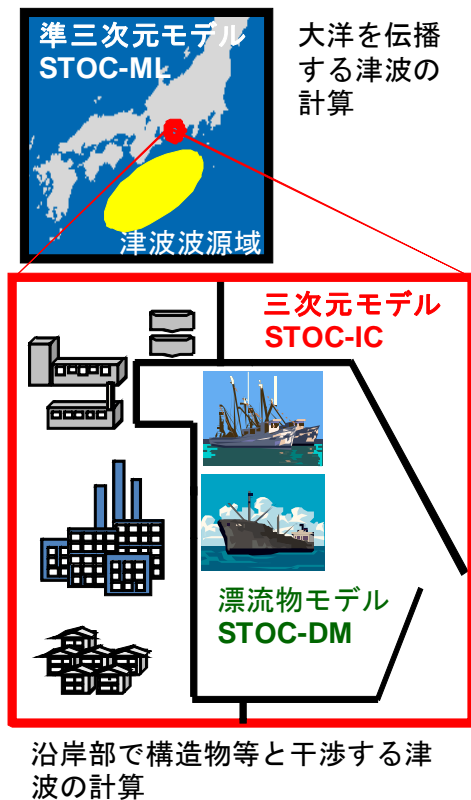 準三次元モデル
STOC-ML
大洋を伝播
する津波の
計算
津波波源域
三次元モデル
STOC-IC
漂流物モデル
STOC-DM
沿岸部で構造物等と干渉する津
波の計算